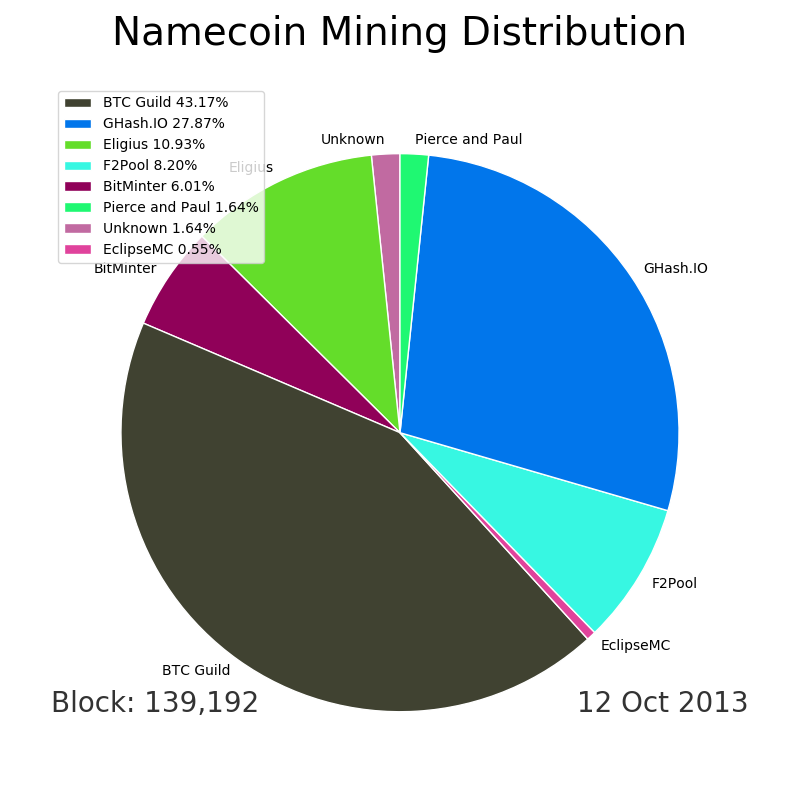 Namecoin Mining Distribution
BTC Guild 43.17%
GHash.IO 27.87%
Eligius 10.93%
F2Pool 8.20%
BitMinter 6.01%
Pierce and Paul 1.64%
Unknown 1.64%
EclipseMC 0.55%
Unknown
Pierce and Paul
Eligius
BitMinter
GHash.IO
F2Pool
EclipseMC
BTC Guild
Block: 139,192
12 Oct 2013